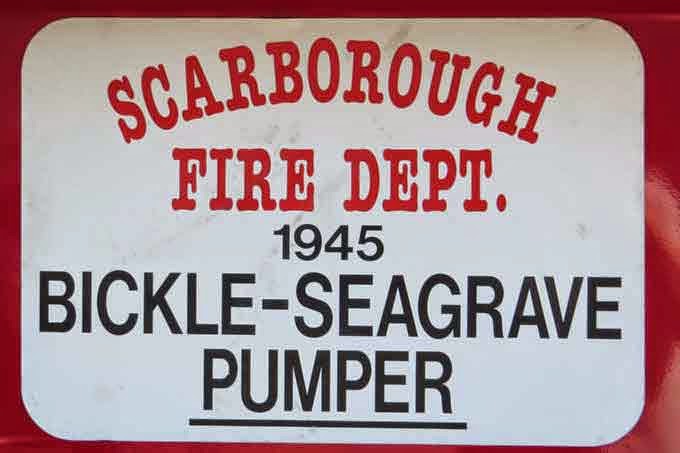 SCARBOROUGH
FIRE DEPT.
1945
BICKLE-SEAGRAVE
PUMPER